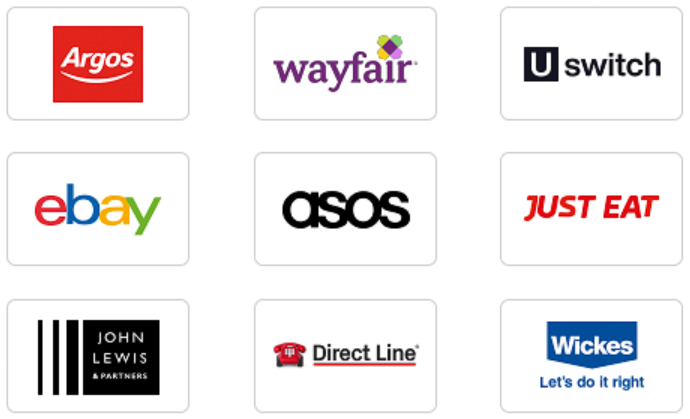 Argos
wayfair
U switch
ebay
asos
JUST EAT
JOHN
LEWIS
& PARTNERS
Direct Line
Wickes
Let's do it right